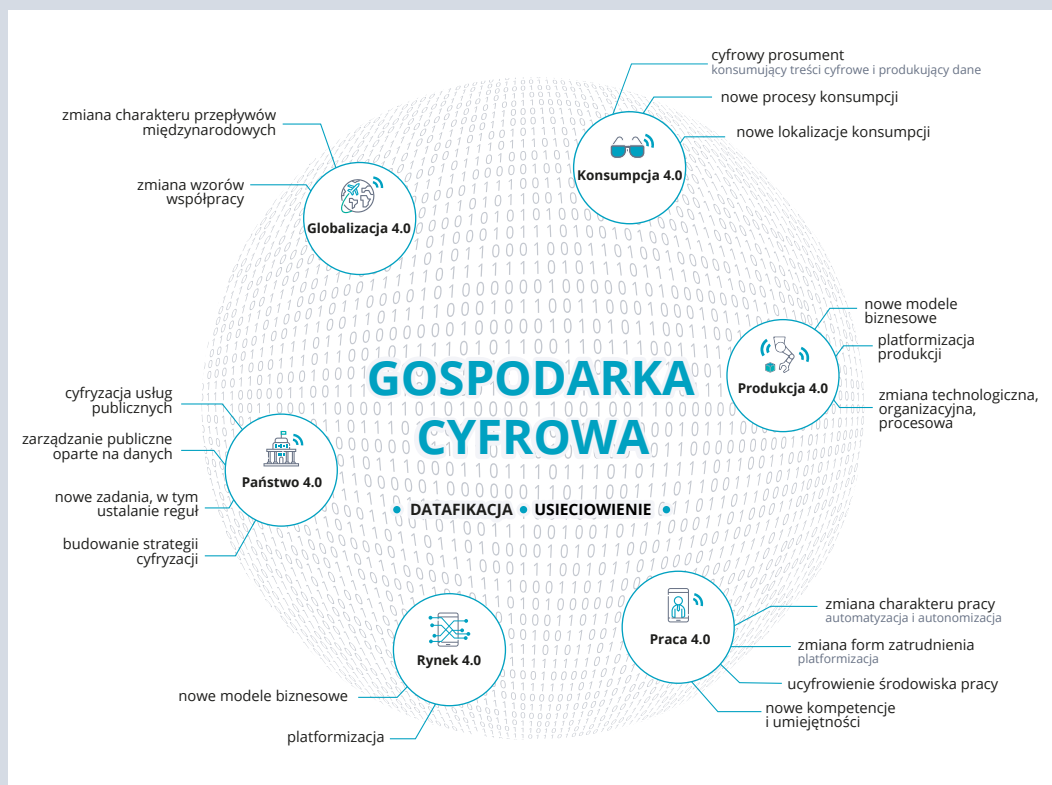 cyfrowy prosument
konsumujący treści cyfrowe i produkujący dane
nowe procesy konsumpcji
nowe lokalizacje konsumpcji
Konsumpcja 4.0
zmiana charakteru przepływów
międzynarodowych
zmiana wzorów
współpracy
Globalizacja 4.0
nowe modele
biznesowe
platformizacja
produkcji
zmiana technologiczna,
organizacyjna,
procesowa
Produkcja 4.0
GOSPODARKA
CYFROWA
• DATAFIKACJA • USIECIOWIENIE •
cyfryzacja usług
publicznych
zarządzanie publiczne
oparte na danych
nowe zadania, w tym
ustalanie reguł
budowanie strategii
cyfryzacji
Państwo 4.0
Rynek 4.0
nowe modele biznesowe
platformizacja
Praca 4.0
zmiana charakteru pracy
automatyzacja i autonomizacja
zmiana form zatrudnienia
platformizacja
ucyfrowienie środowiska pracy
nowe kompetencje
i umiejętności